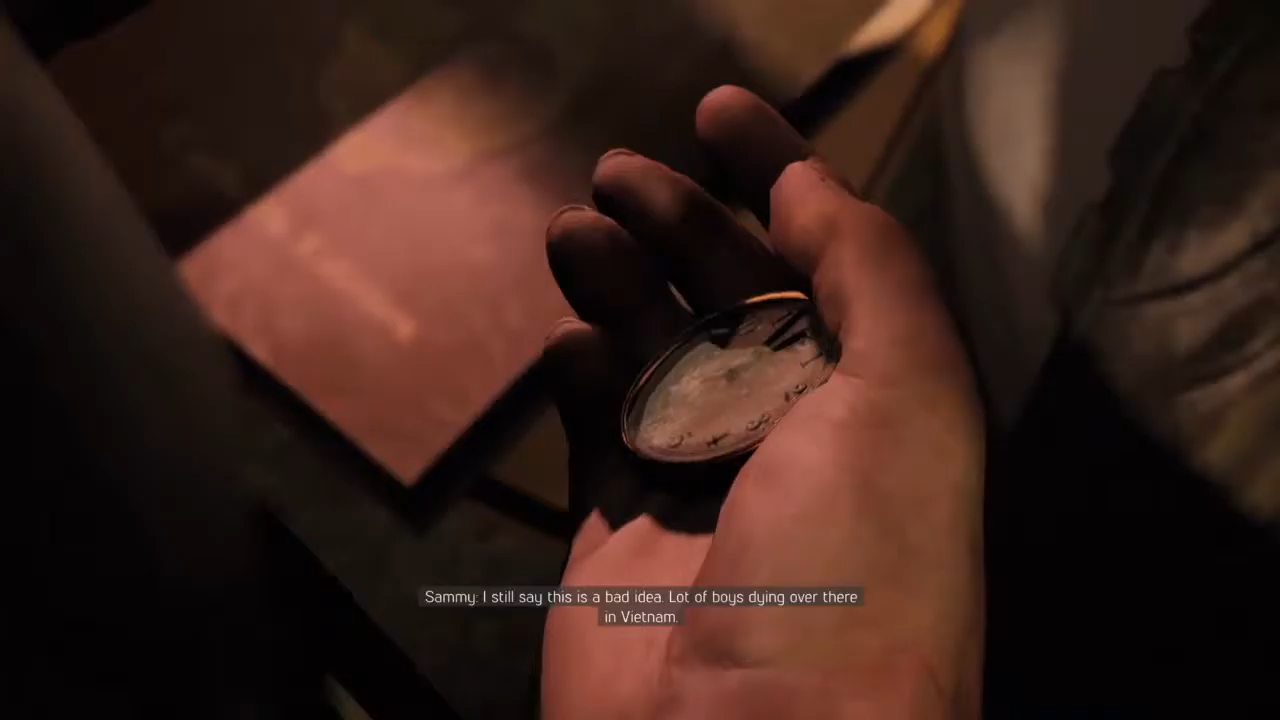 Sammy: I still say this is a bad idea. Lot of boys dying over there
in Vietnam.